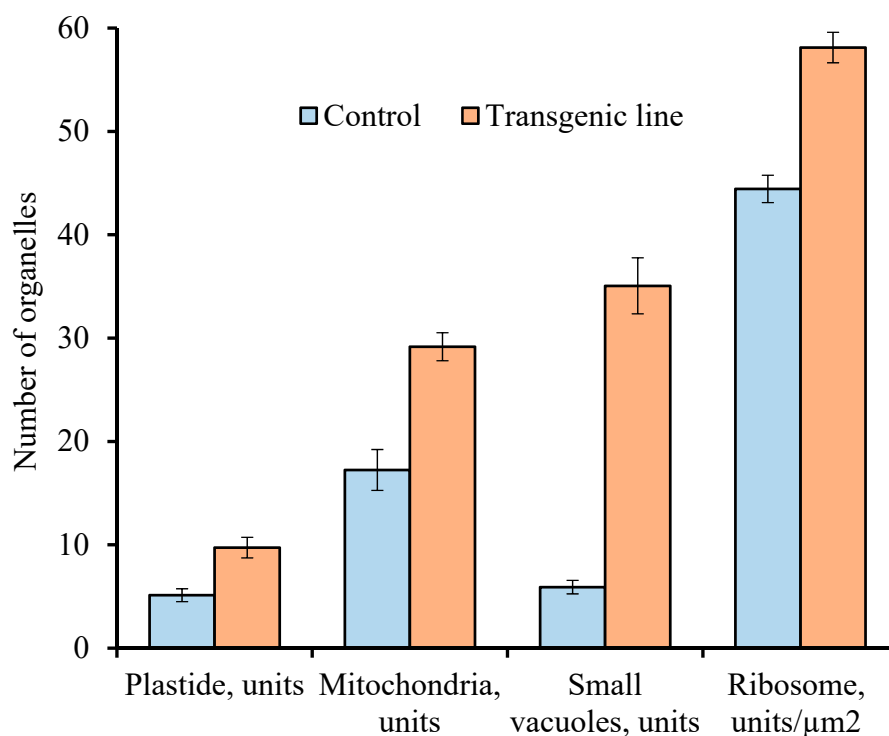 60
Control
Transgenic line
50
40
30
20
10
0
Number of organelles
Plastide, units
Mitochondria,
units
Small
vacuoles, units
Ribosome,
units/µm2